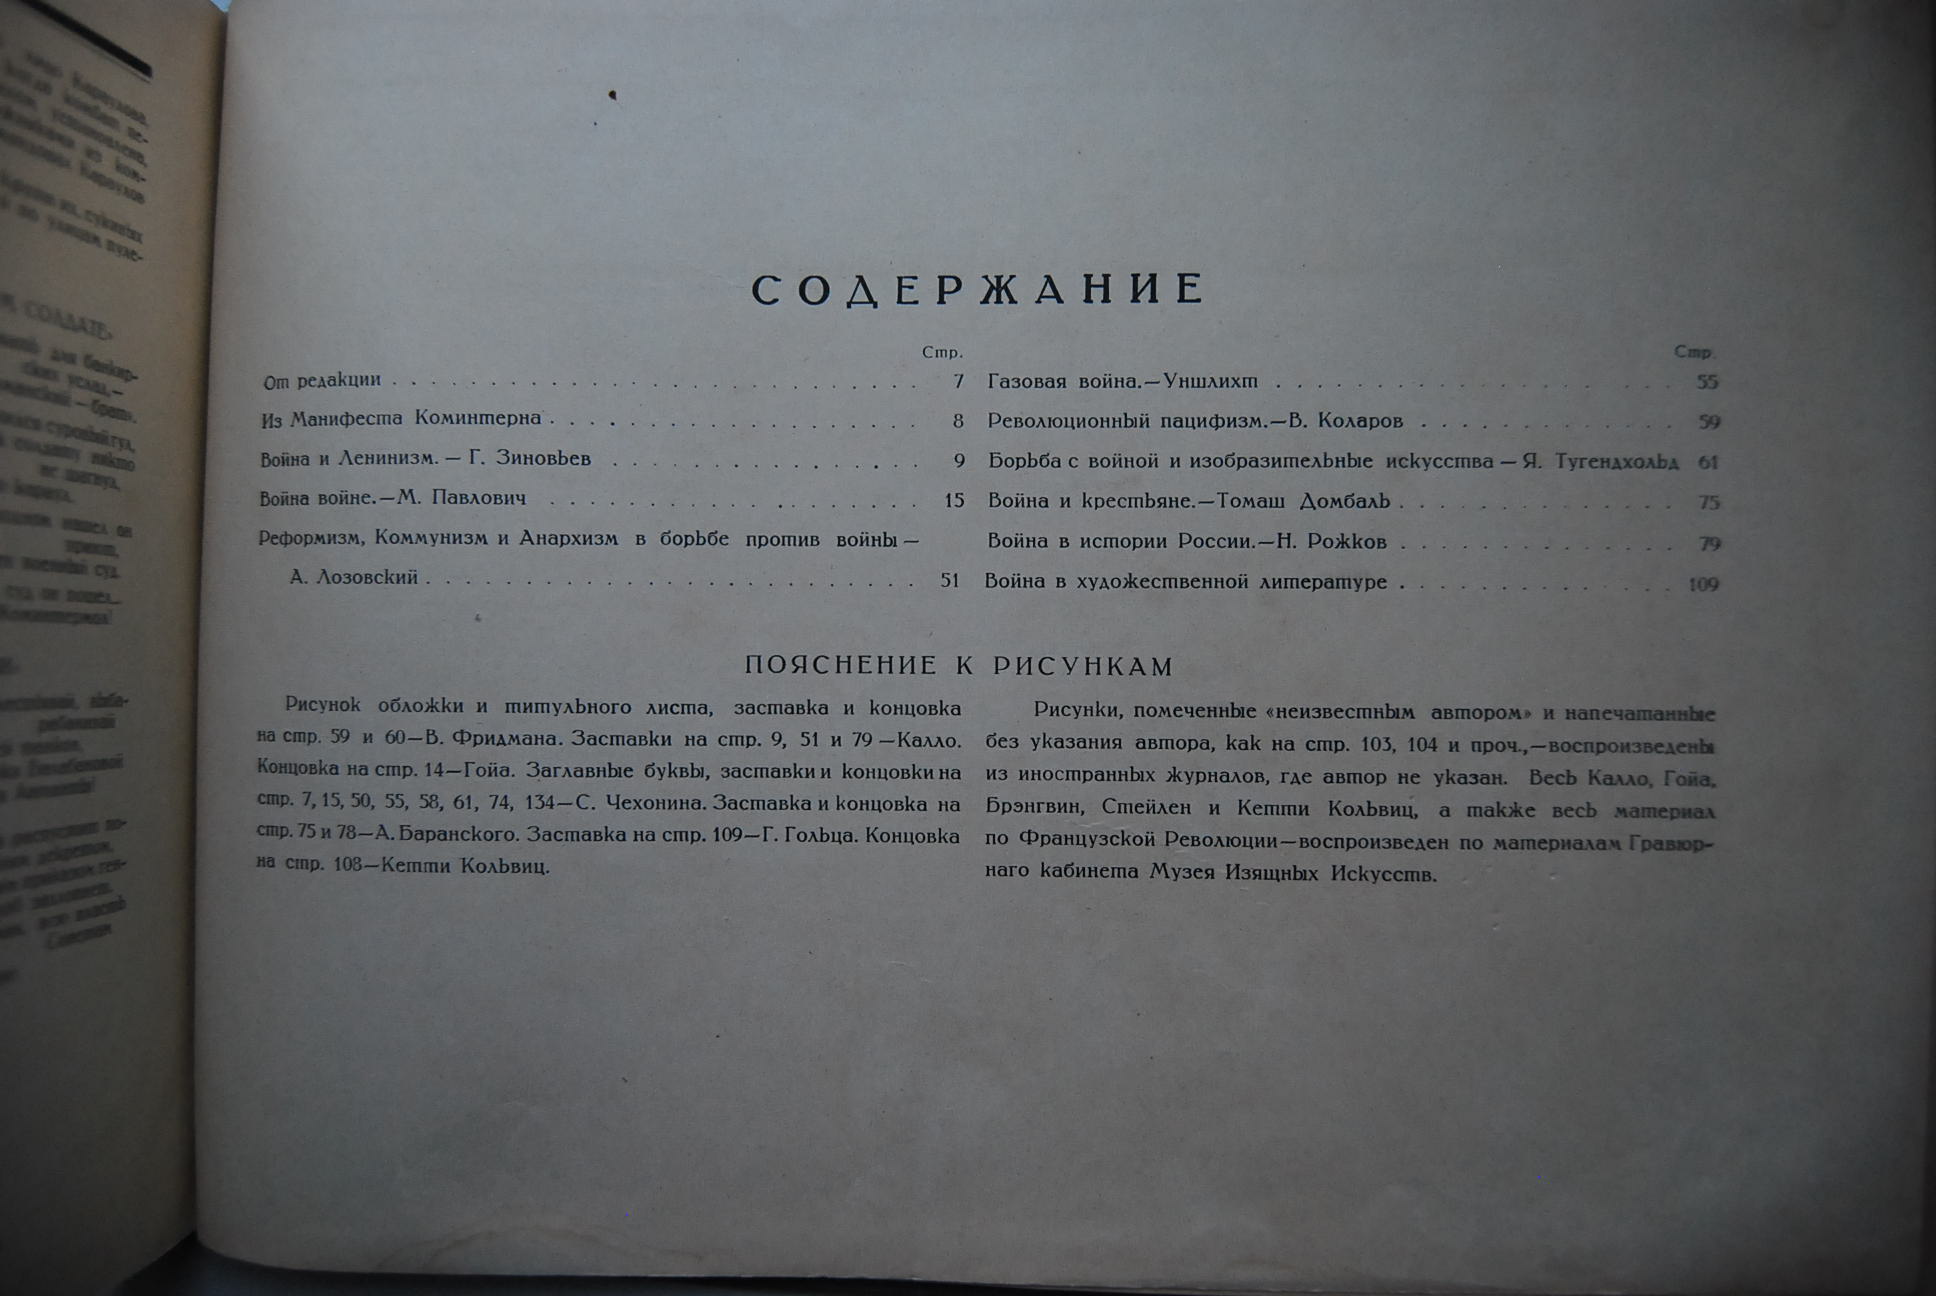 СОДЕРЖАНИЕ
Стр.
От редакции . . . . . . . . . . . . . . . . . . . . . . . . . . . 7
Из Манифеста Коминтерна . . . . . . . . . . . . . . . . . . . 8
Война и Ленинизм. — Г. Зиновьев . . . . . . . . . . . . . . . . 9
Война войне.—М. Павлович . . . . . . . . . . . . . . . . . . . 15
Реформизм, Коммунизм и Анархизм в борьбе против войны —
А. Лозовский . . . . . . . . . . . . . . . . . . . . . . . . . 51
Стр.
Газовая война.—Уншлихт . . . . . . . . . . . . . . . . . . . . 55
Революционный пацифизм.—В. Коларов . . . . . . . . . . . . . 59
Борьба с войной и изобразительные искусства — Я. Тугендхольд 61
Война и крестьяне.—Томаш Домбаль . . . . . . . . . . . . . . 75
Война в истории России.—Н. Рожков . . . . . . . . . . . . . . 79
Война в художественной литературе . . . . . . . . . . . . . . 109
ПОЯСНЕНИЕ К РИСУНКАМ
Рисунок обложки и титульного листа, заставка и концовка
на стр. 59 и 60—В. Фридмана. Заставки на стр. 9, 51 и 79 —Калло.
Концовка на стр. 14—Гойа. Заглавные буквы, заставки и концовки на
стр. 7, 15, 50, 55, 58, 61, 74, 134—С. Чехонина. Заставка и концовка на
стр. 75 и 78—А. Баранского. Заставка на стр. 109—Г. Гольца. Концовка
на стр. 108—Кетти Кольвиц.
Рисунки, помеченные «неизвестным автором» и напечатанные
без указания автора, как на стр. 103, 104 и проч.,—воспроизведены
из иностранных журналов, где автор не указан. Весь Калло, Гойа,
Брэнгвин, Стейлен и Кетти Кольвиц, а также весь материал
по Французской Революции—воспроизведен по материалам Гравюр-
наго кабинета Музея Изящных Искусств.